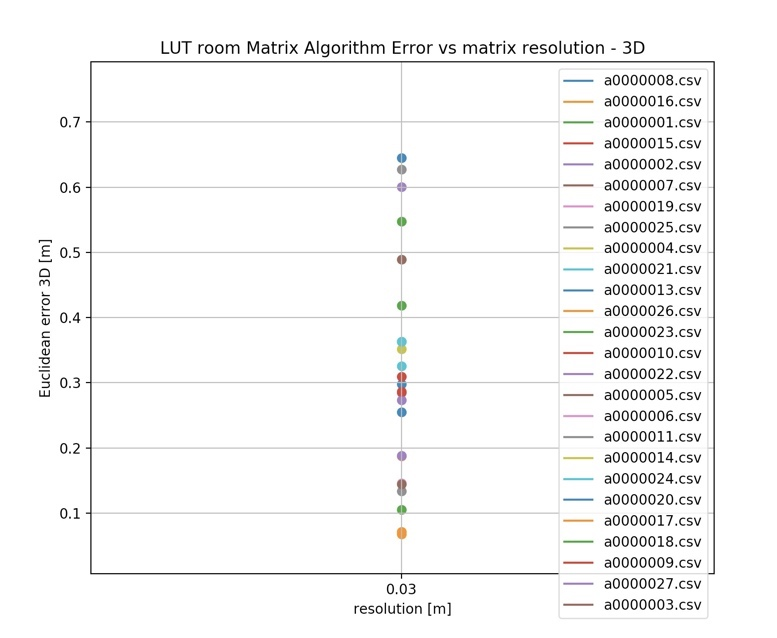 LUT room Matrix Algorithm Error vs matrix resolution - 3D
a0000008.csv
a0000016.csv
a0000001.csv
a0000015.csv
a0000002.csv
a0000007.csv
a0000019.csv
a0000025.csv
a0000004.csv
a0000021.csv
a0000013.csv
a0000026.csv
a0000023.csv
a0000010.csv
a0000022.csv
a0000005.csv
a0000006.csv
a0000011.csv
a0000014.csv
a0000024.csv
a0000020.csv
a0000017.csv
a0000018.csv
a0000009.csv
a0000027.csv
a0000003.csv
Euclidean error 3D [m]
0.7
0.6
0.5
0.4
0.3
0.2
0.1
0.03
resolution [m]